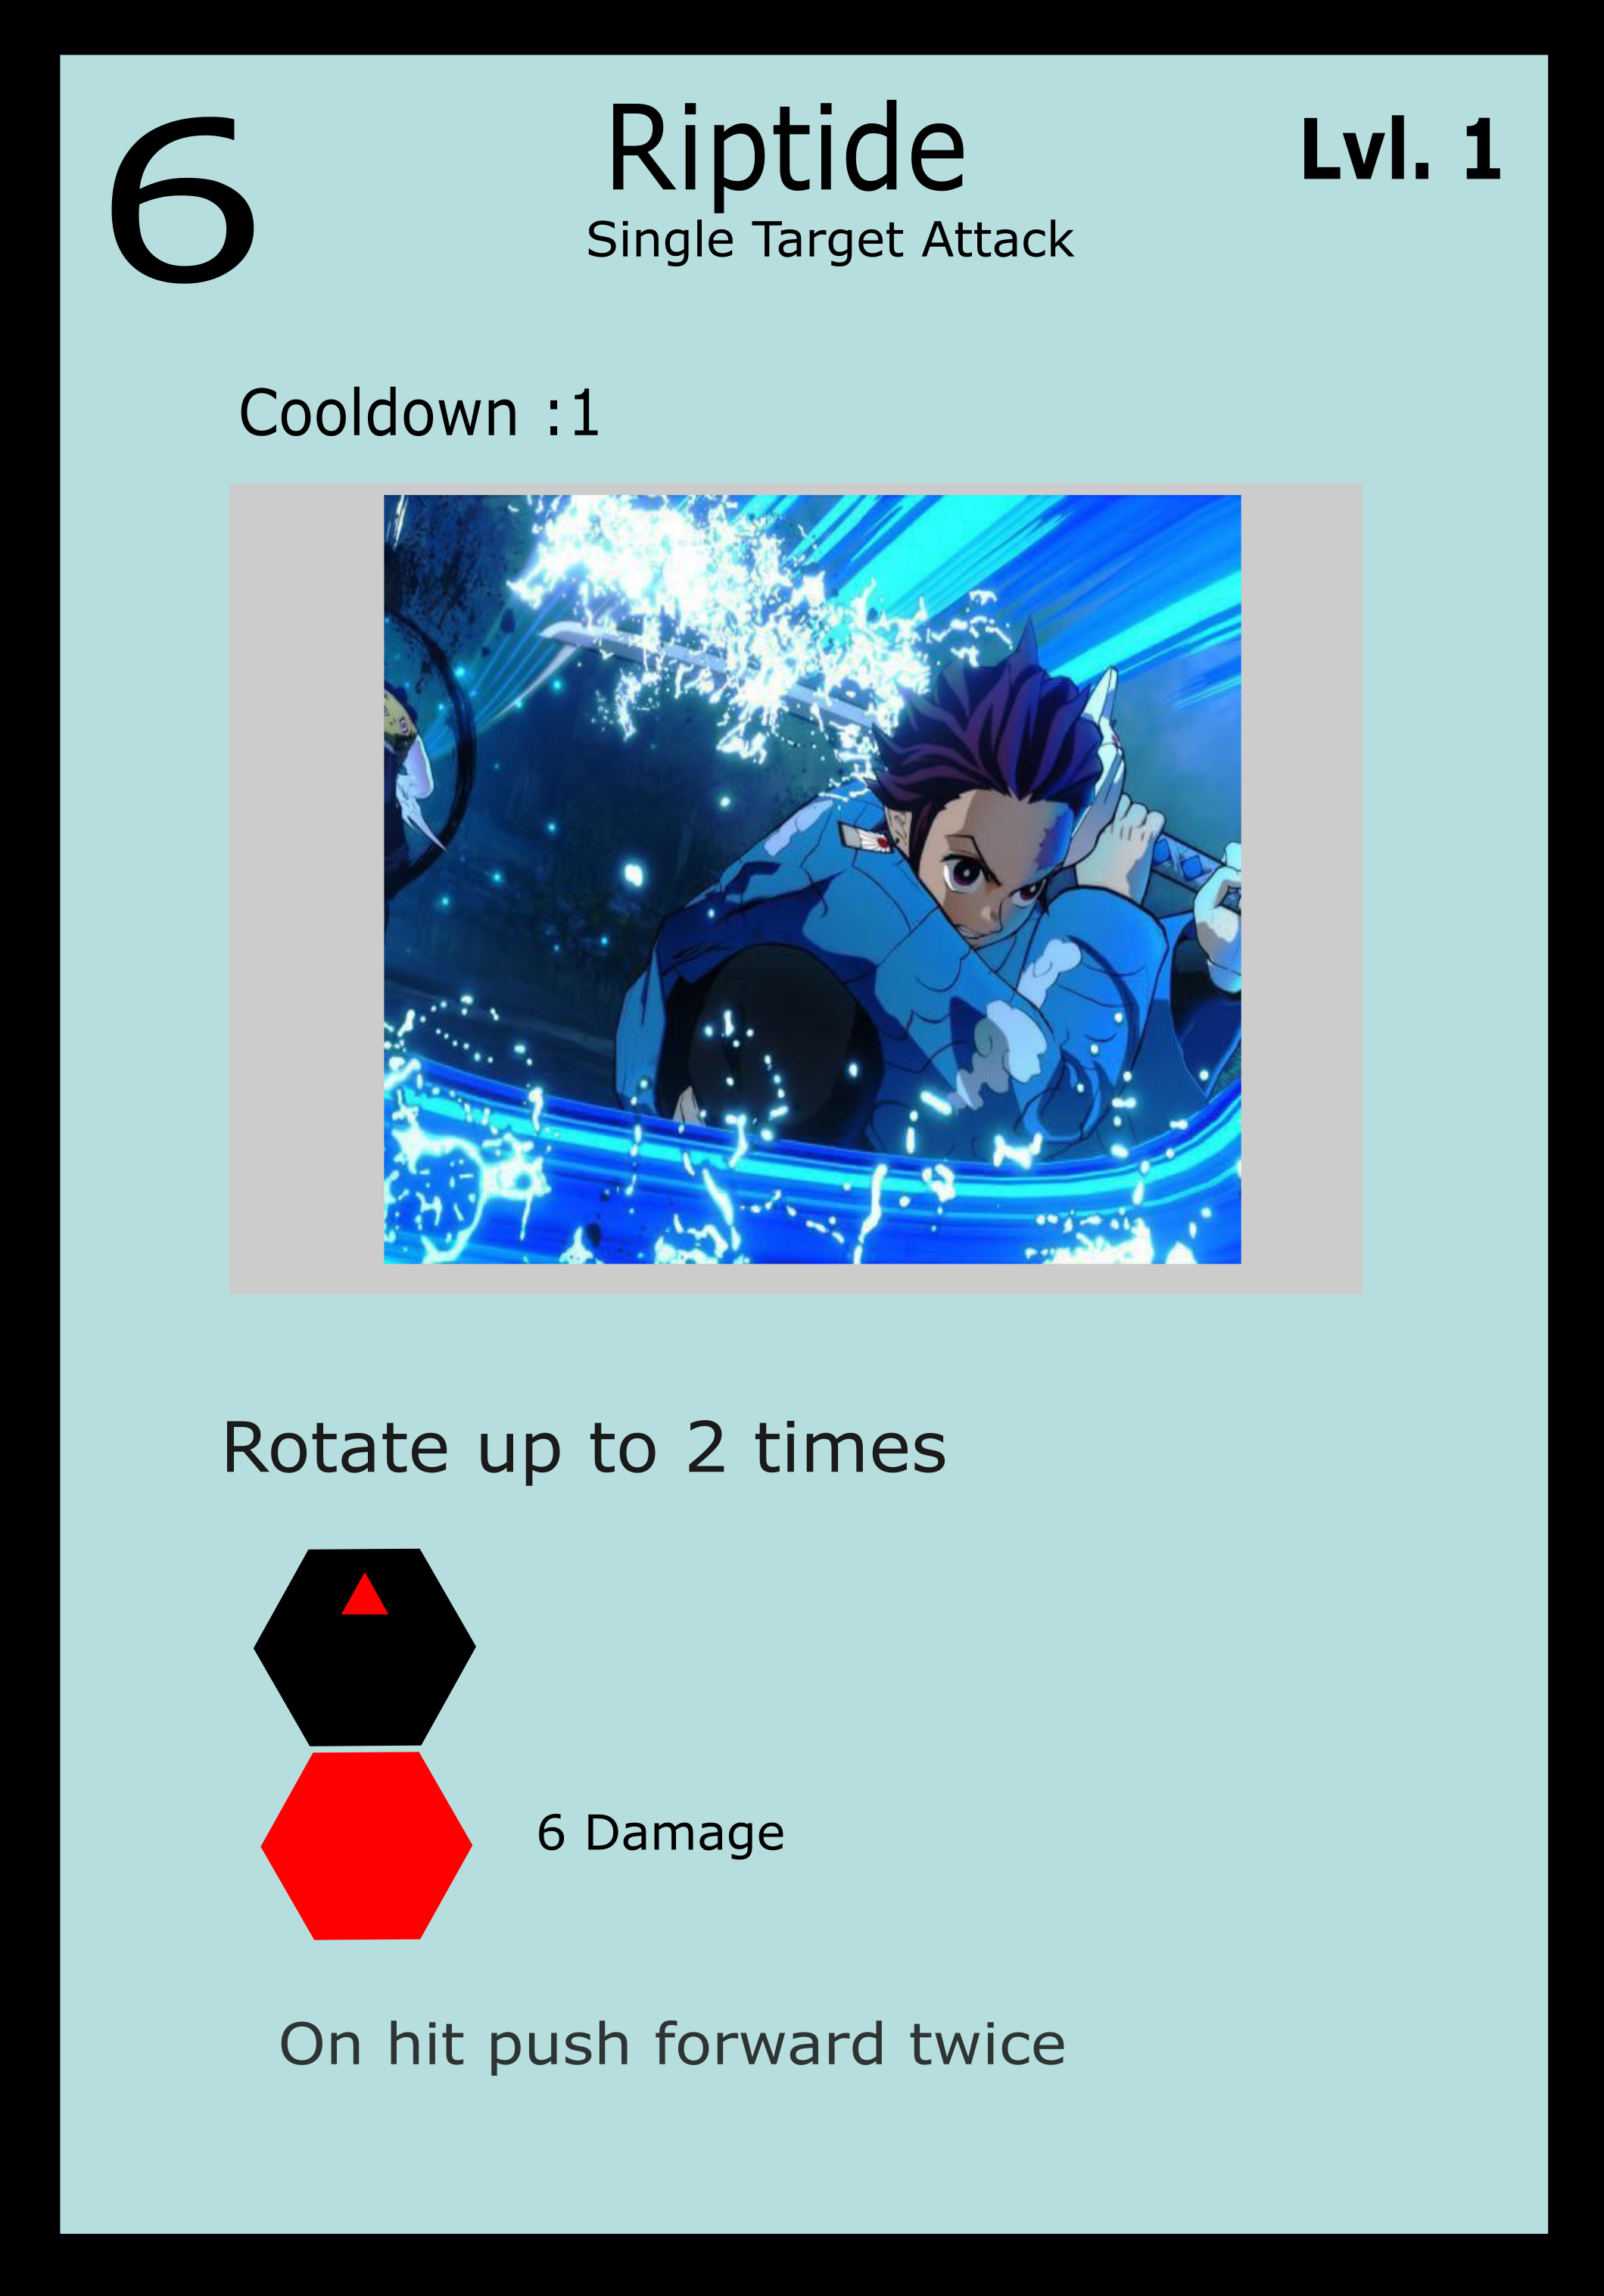 6
Riptide
Lvl. 1
Single Target Attack
Cooldown :1
Rotate up to 2 times
6 Damage
On hit push forward twice